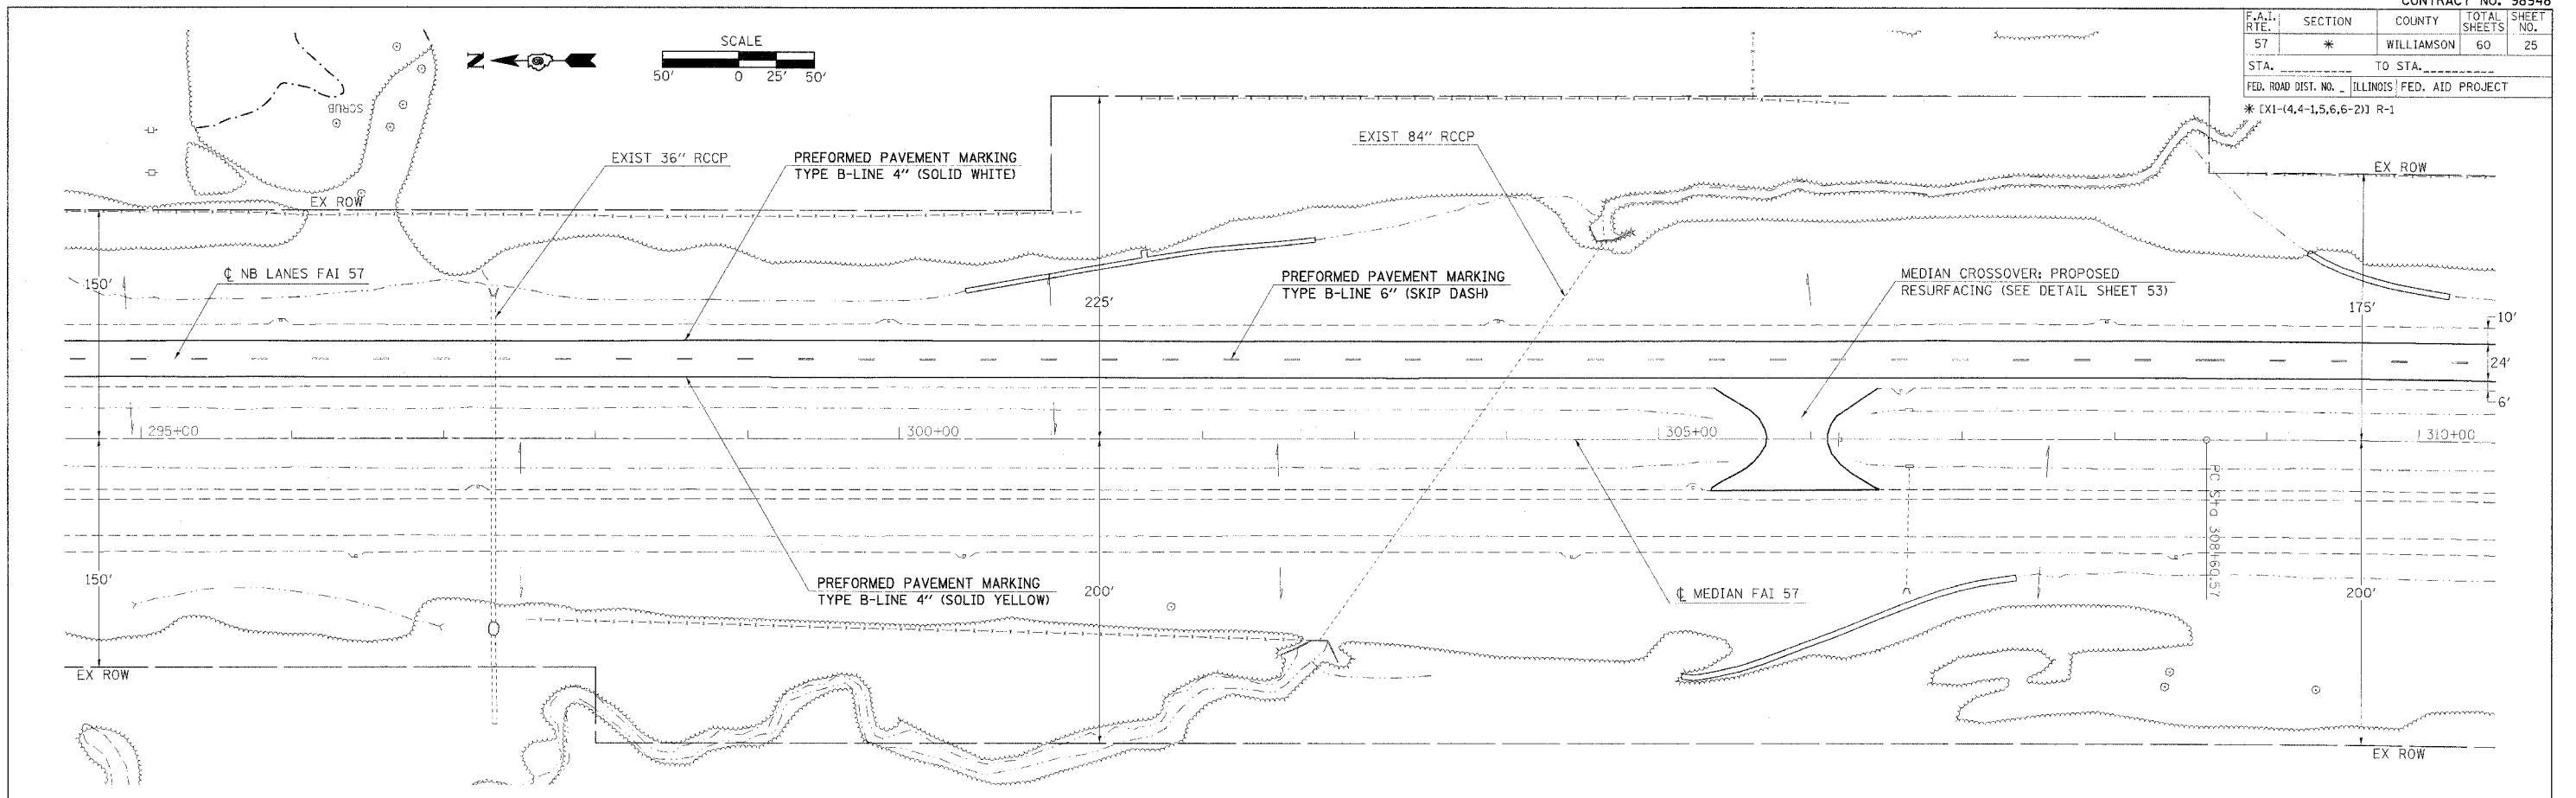 CONTRACT NO. 98948
F.A.I. RTE. SECTION COUNTY TOTAL SHEETS SHEET NO.
57 * WILLIAMSON 60 25
STA. TO STA.
FED. ROAD DIST. NO. _ ILLINOIS FED. AID PROJECT
* [X1-(4,4-1,5,6,6-2)] R-1
N
SCALE
50' 0 25' 50'
SCRUB
EXIST 36" RCCP
PREFORMED PAVEMENT MARKING
TYPE B-LINE 4" (SOLID WHITE)
EXIST 84" RCCP
EX ROW
EX ROW
℄ NB LANES FAI 57
150'
225'
PREFORMED PAVEMENT MARKING
TYPE B-LINE 6" (SKIP DASH)
MEDIAN CROSSOVER: PROPOSED
RESURFACING (SEE DETAIL SHEET 53)
175'
10'
24'
6'
295+00
300+00
305+00
310+00
PC Sta 308+60.57
150'
PREFORMED PAVEMENT MARKING
TYPE B-LINE 4" (SOLID YELLOW)
200'
℄ MEDIAN FAI 57
200'
EX ROW
EX ROW